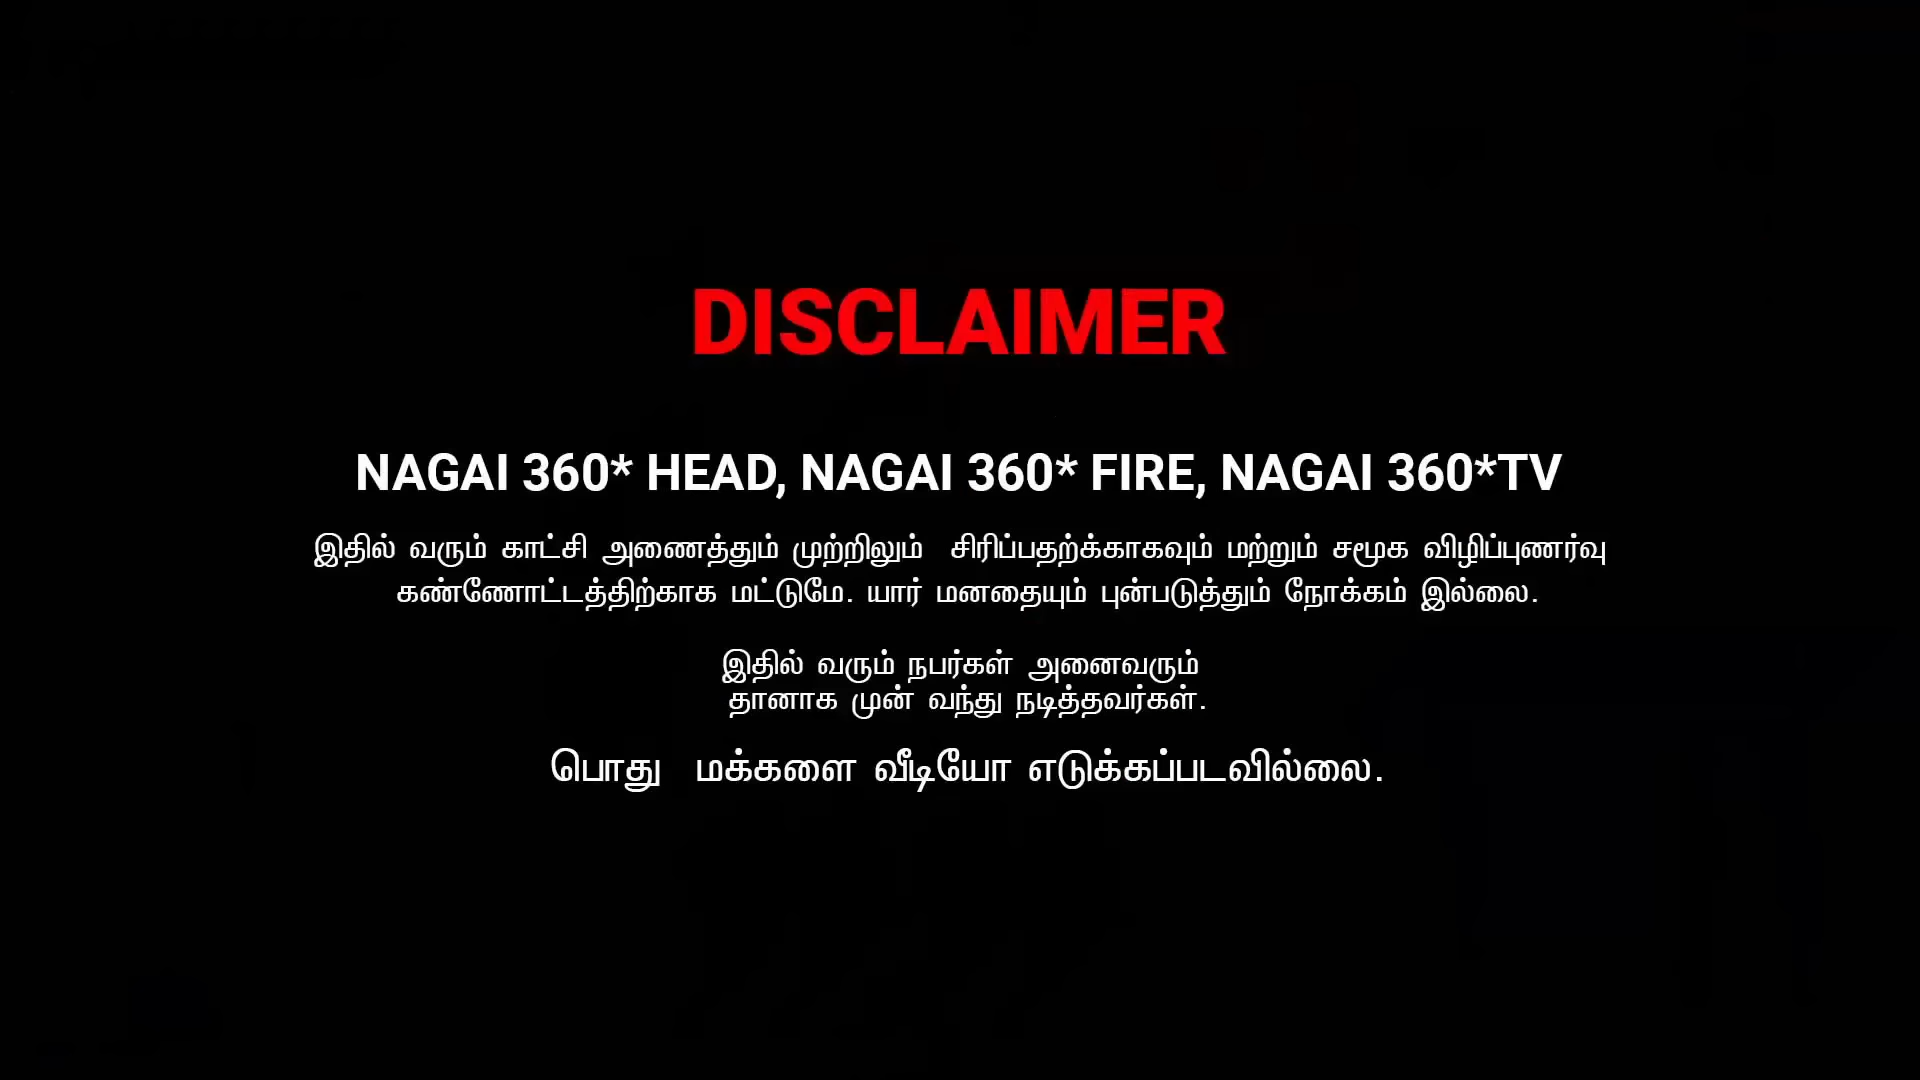 DISCLAIMER
NAGAI 360* HEAD, NAGAI 360* FIRE, NAGAI 360*TV
இதில் வரும் காட்சி அணைத்தும் முற்றிலும் சிரிப்பதற்க்காகவும் மற்றும் சமூக விழிப்புணர்வு
கண்ணோட்டத்திற்காக மட்டுமே. யார் மனதையும் புன்படுத்தும் நோக்கம் இல்லை.
இதில் வரும் நபர்கள் அனைவரும்
தானாக முன் வந்து நடித்தவர்கள்.
பொது மக்களை வீடியோ எடுக்கப்படவில்லை.